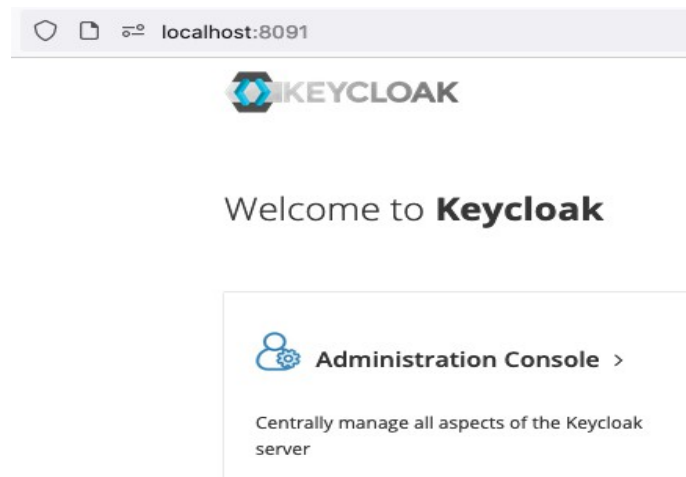 localhost:8091
KEYCLOAK
Welcome to Keycloak
Administration Console >
Centrally manage all aspects of the Keycloak
server